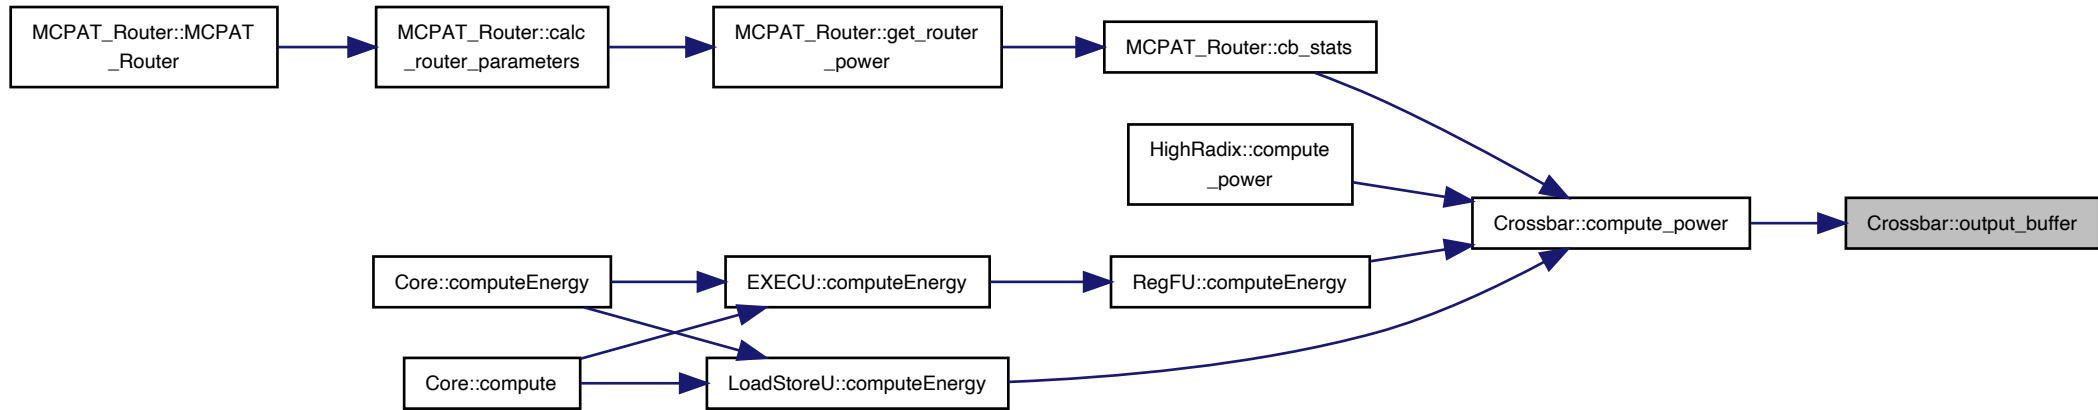 MCPAT_Router::MCPAT
_Router
MCPAT_Router::calc
_router_parameters
MCPAT_Router::get_router
_power
MCPAT_Router::cb_stats
HighRadix::compute
_power
Crossbar::compute_power
Crossbar::output_buffer
Core::computeEnergy
EXECU::computeEnergy
RegFU::computeEnergy
Core::compute
LoadStoreU::computeEnergy